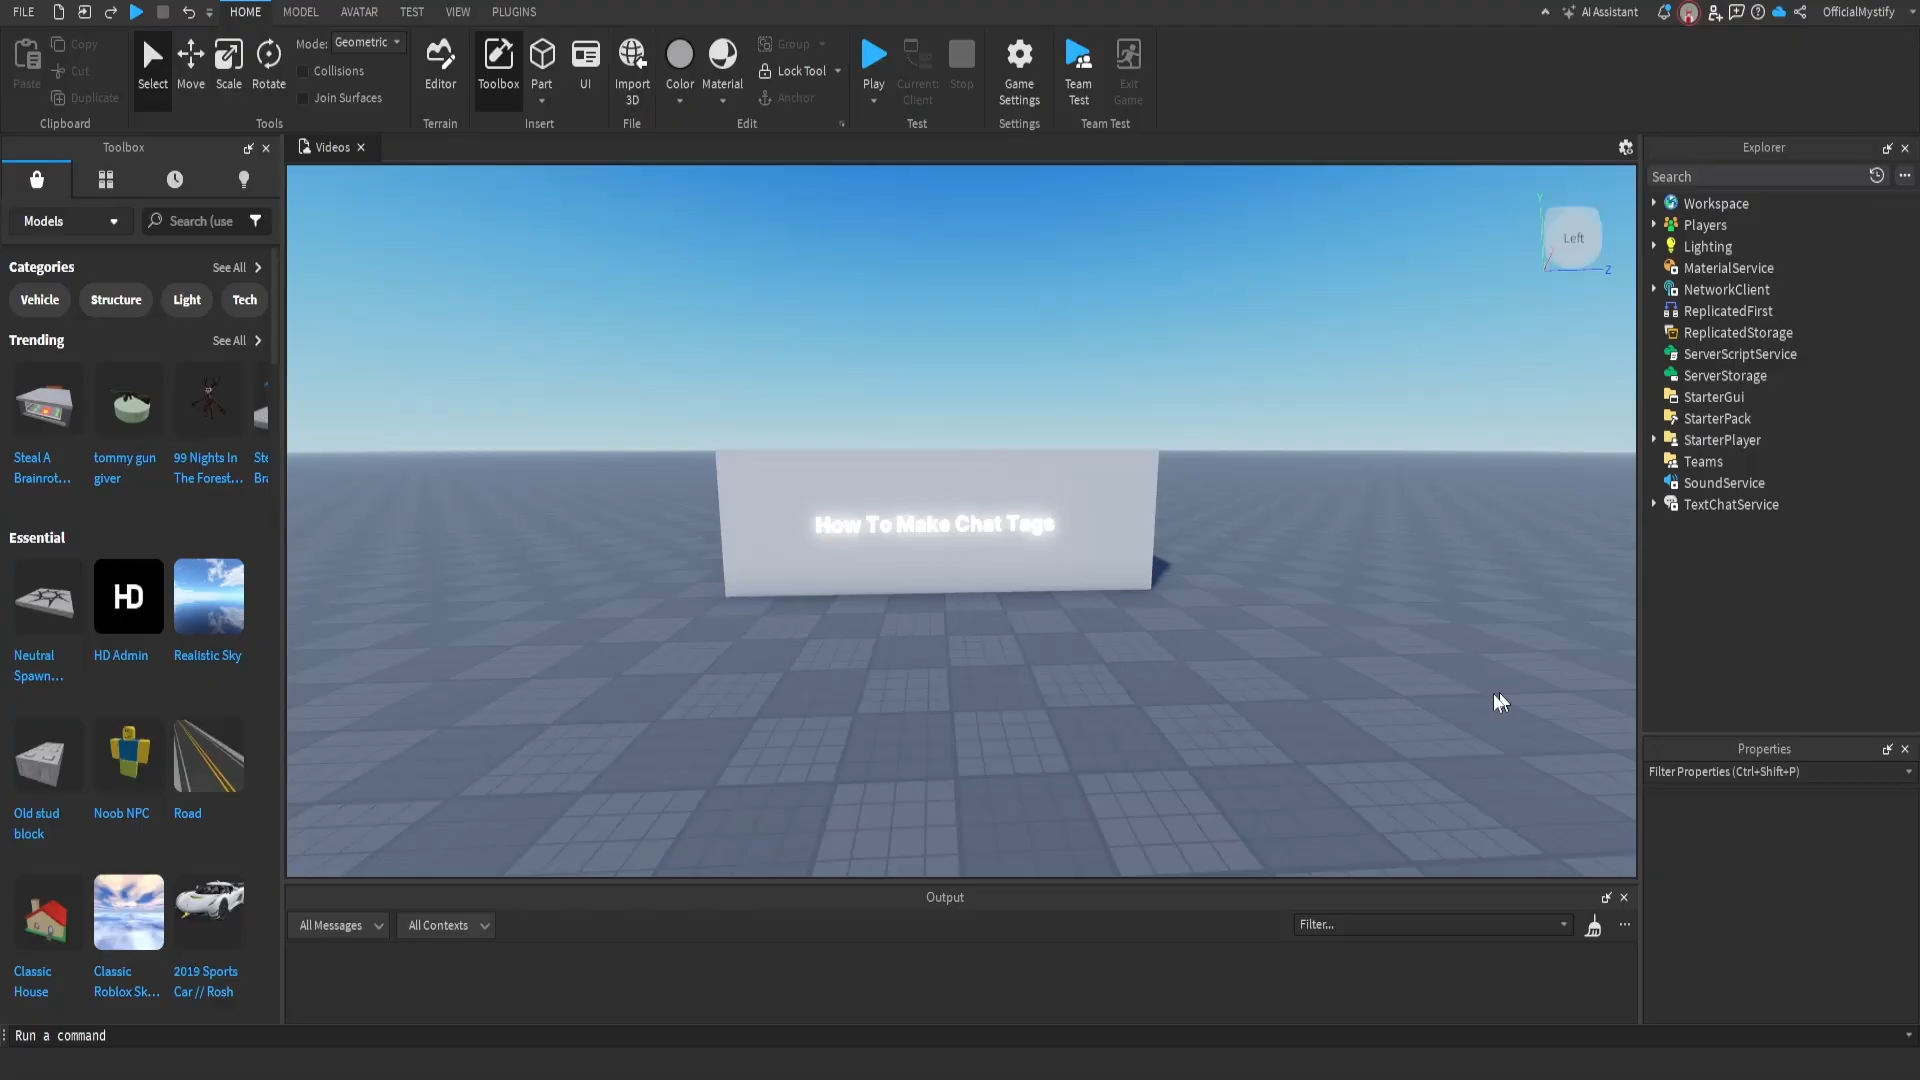 FILE
HOME
MODEL
AVATAR
TEST
VIEW
PLUGINS
AI Assistant
OfficialMystify
Paste
Copy
Cut
Duplicate
Clipboard
Select
Move
Scale
Rotate
Mode: Geometric
Collisions
Join Surfaces
Tools
Editor
Terrain
Toolbox
Part
UI
Insert
Import
3D
File
Color
Material
Group
Lock Tool
Anchor
Edit
Play
Current:
Client
Stop
Test
Game
Settings
Settings
Team
Test
Exit
Game
Team Test
Toolbox
Models
Search (use
Categories
See All
Vehicle
Structure
Light
Tech
Trending
See All
Steal A
Brainrot...
tommy gun
giver
99 Nights In
The Forest...
Ste
Bra
Essential
Neutral
Spawn...
HD
HD Admin
Realistic Sky
Old stud
block
Noob NPC
Road
Classic
House
Classic
Roblox Sk...
2019 Sports
Car // Rosh
Videos
Y
Left
Z
How To Make Chat Tags
Output
All Messages
All Contexts
Filter...
Explorer
Search
Workspace
Players
Lighting
MaterialService
NetworkClient
ReplicatedFirst
ReplicatedStorage
ServerScriptService
ServerStorage
StarterGui
StarterPack
StarterPlayer
Teams
SoundService
TextChatService
Properties
Filter Properties (Ctrl+Shift+P)
Run a command